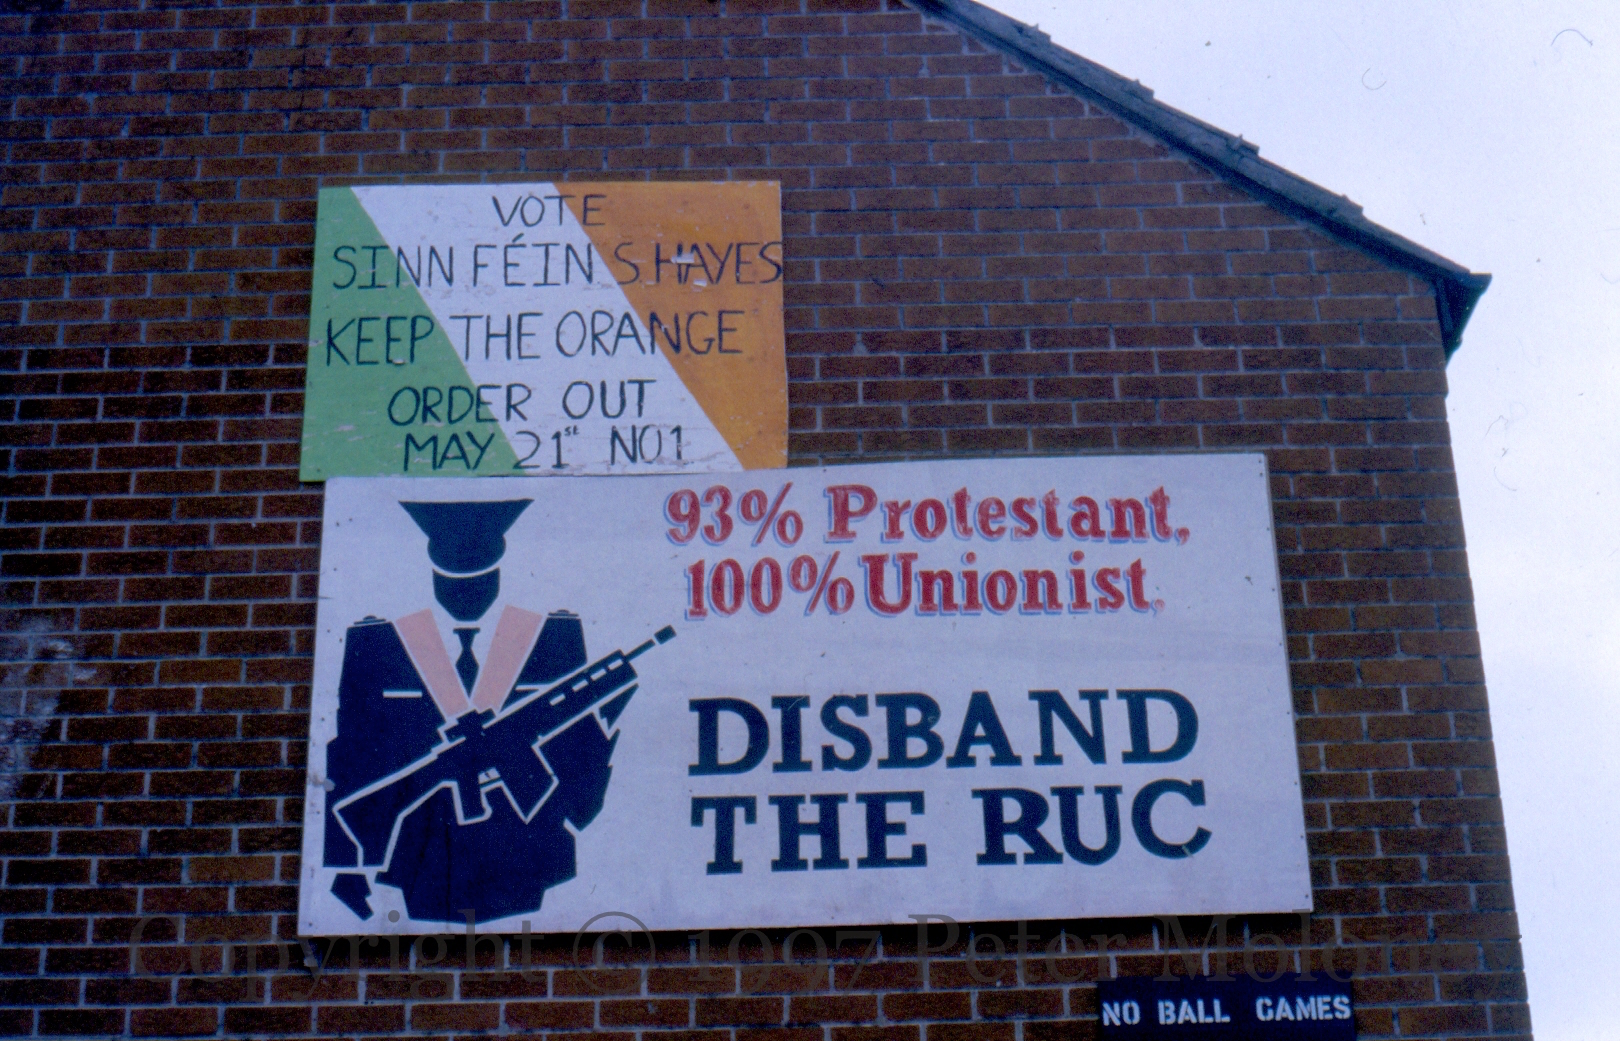 VOTE
SINN FÉIN S HAYES
KEEP THE ORANGE
ORDER OUT
MAY 21st NO1
93% Protestant,
100% Unionist.
DISBAND
THE RUC
Copyright © 1997 Peter Moloney
NO BALL GAMES